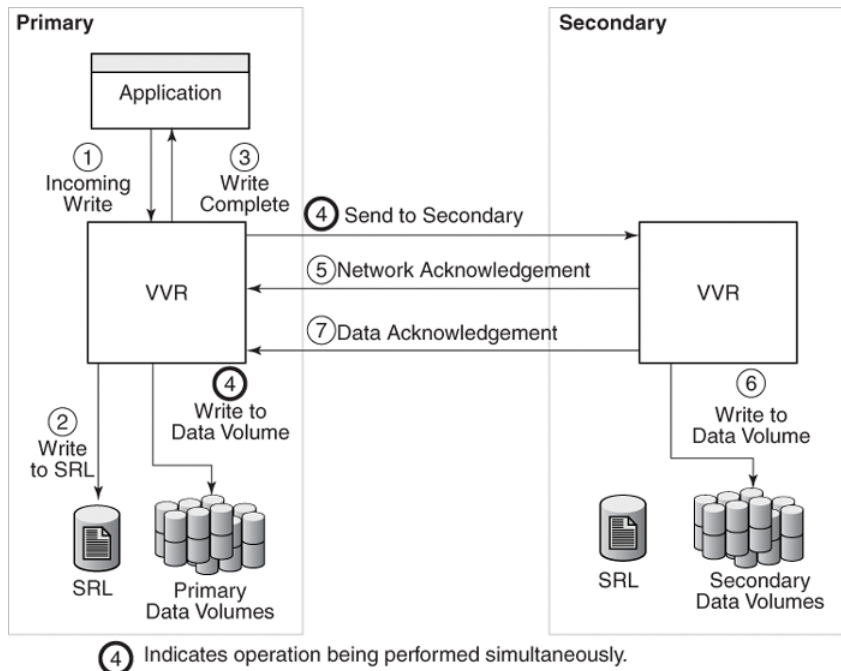 Primary
Secondary
Application
1
Incoming
Write
3
Write
Complete
4 Send to Secondary
VVR
5 Network Acknowledgement
VVR
7 Data Acknowledgement
2
Write
to SRL
4
Write to
Data Volume
6
Write to
Data Volume
SRL
Primary
Data Volumes
SRL
Secondary
Data Volumes
4 Indicates operation being performed simultaneously.